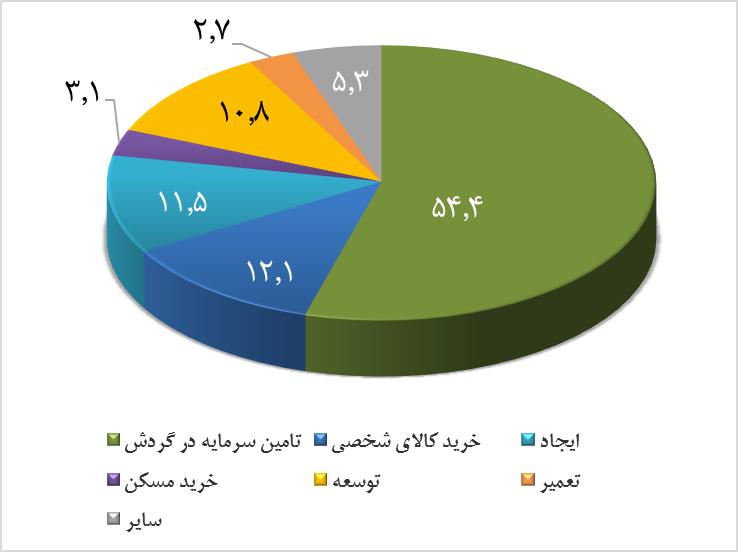 ۲,۷
۵,۳
۳,۱
۱۰,۸
۱۱,۵
۵۴,۴
۱۲,۱
تامین سرمایه در گردش
خرید کالای شخصی
ایجاد
خرید مسکن
توسعه
تعمیر
سایر